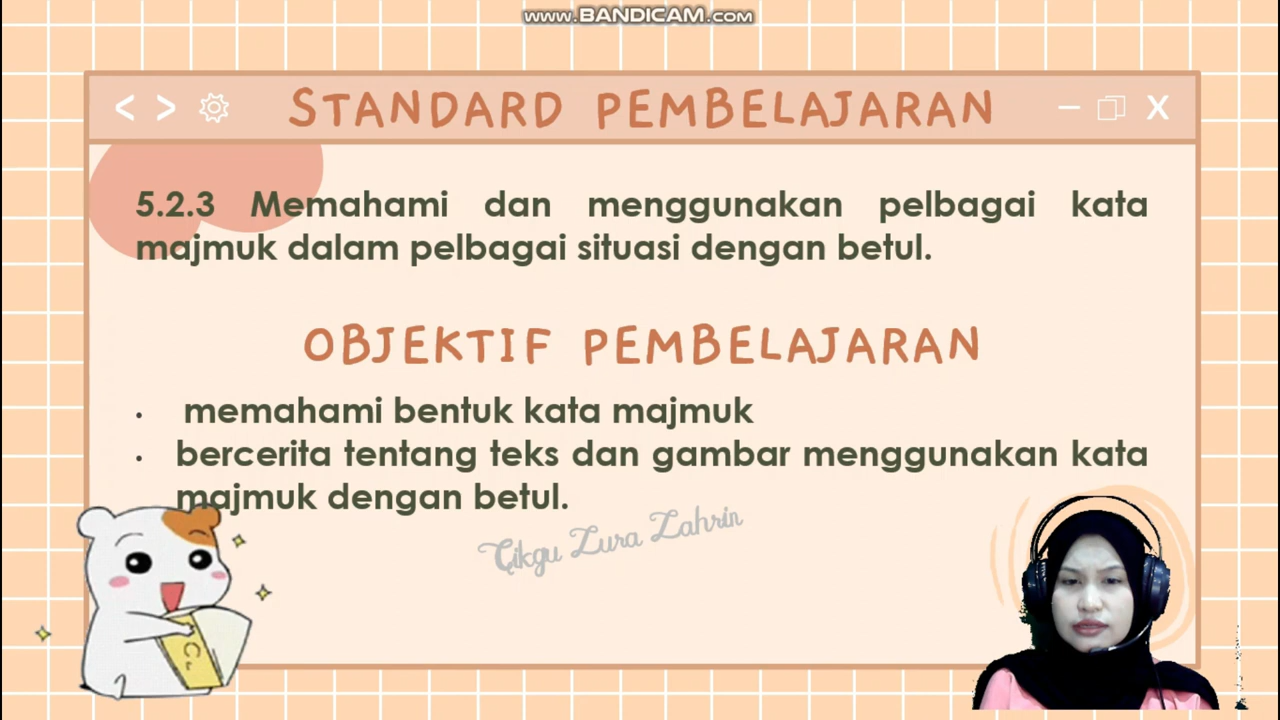 www.BANDICAM.com
< > STANDARD PEMBELAJARAN X
5.2.3 Memahami dan menggunakan pelbagai kata
majmuk dalam pelbagai situasi dengan betul.
OBJEKTIF PEMBELAJARAN
• memahami bentuk kata majmuk
• bercerita tentang teks dan gambar menggunakan kata
majmuk dengan betul.
Cikgu Zura Zahrin